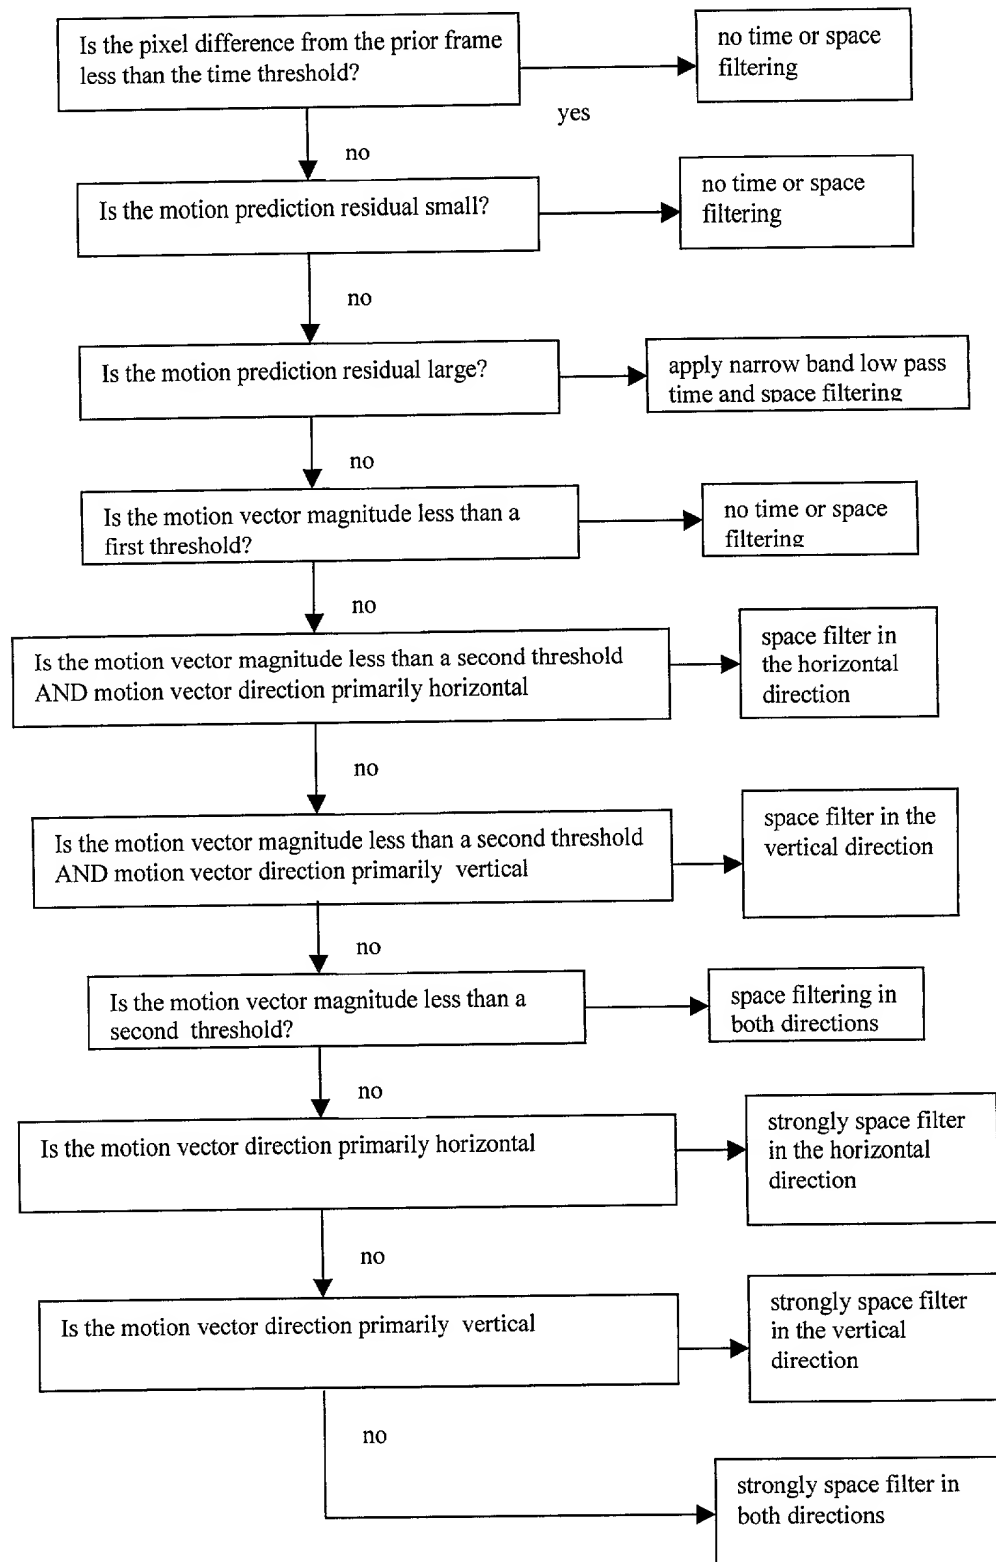 Is the pixel difference from the prior frame
less than the time threshold?
no time or space
filtering
yes
no
Is the motion prediction residual small?
no time or space
filtering
no
Is the motion prediction residual large?
apply narrow band low pass
time and space filtering
no
Is the motion vector magnitude less than a
first threshold?
no time or space
filtering
no
Is the motion vector magnitude less than a second threshold
AND motion vector direction primarily horizontal
space filter in
the horizontal
direction
no
Is the motion vector magnitude less than a second threshold
AND motion vector direction primarily vertical
space filter in the
vertical direction
no
Is the motion vector magnitude less than a
second threshold?
space filtering in
both directions
no
Is the motion vector direction primarily horizontal
strongly space filter
in the horizontal
direction
no
Is the motion vector direction primarily vertical
strongly space filter
in the vertical
direction
no
strongly space filter in
both directions